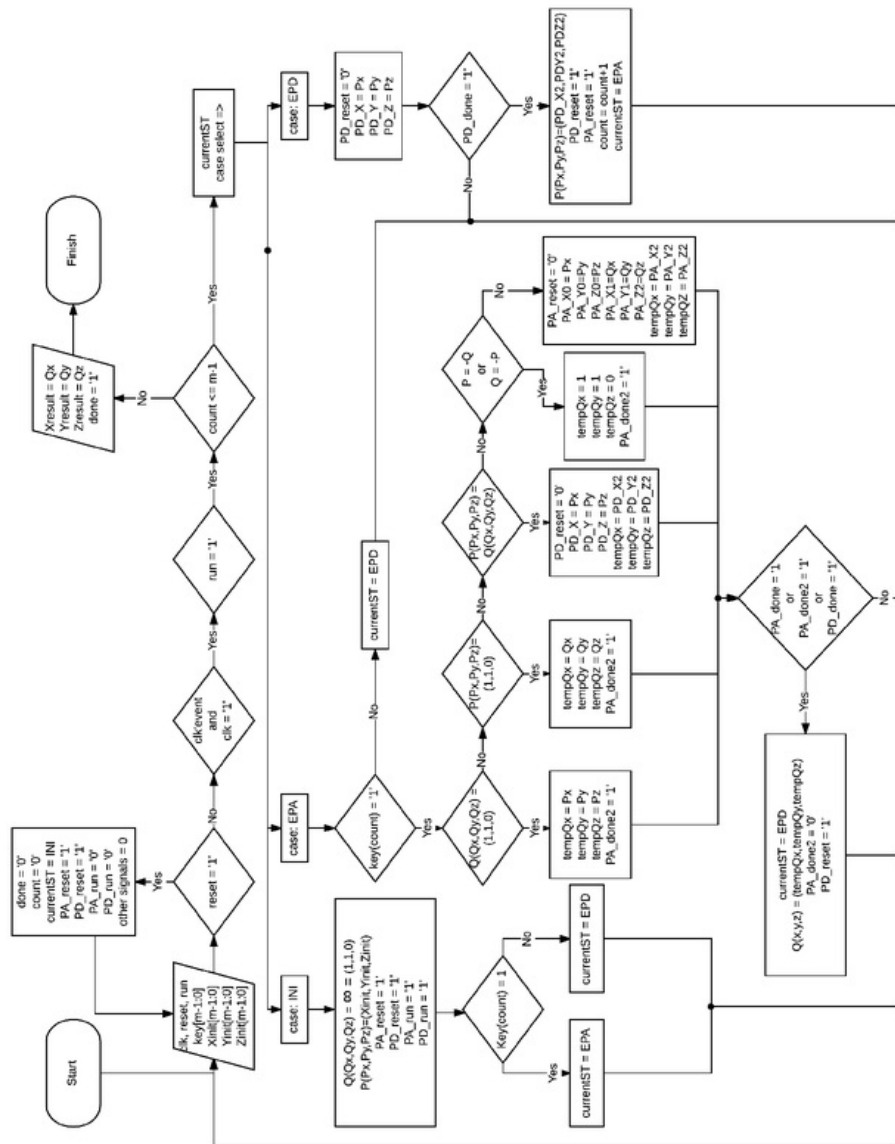 Start
clk, reset, run
key[m-1:0]
Xinit[m-1:0]
Yinit[m-1:0]
Zinit[m-1:0]
done = '0'
count = '0'
currentST = INI
PA_reset = '1'
PD_reset = '1'
PA_run = '0'
PD_run = '0'
other signals = 0
Yes
reset = '1'
No
clk'event
and
clk = '1'
Yes
run = '1'
Yes
count <= m-1
No
Xresult = Qx
Yresult = Qy
Zresult = Qz
done = '1'
Finish
Yes
currentST
case select =>
case: INI
Q(Qx,Qy,Qz) = ∞ = (1,1,0)
P(Px,Py,Pz)=(Xinit,Yinit,Zinit)
PA_reset = '1'
PD_reset = '1"
PA_run = '1'
PD_run = '1'
Key(count) = 1
Yes
No
currentST = EPA
currentST = EPD
case: EPA
key(count) = '1'
No
currentST = EPD
Yes
Q(Qx,Qy,Qz) =
(1,1,0)
No
P(Px,Py,Pz)=
(1,1,0)
No
P(Px,Py,Pz) =
Q(Qx,Qy,Qz)
No
P = -Q
or
Q = -P
No
Yes
tempQx = Px
tempQy = Py
tempQz = Pz
PA_done2 = '1'
Yes
tempQx = Qx
tempQy = Qy
tempQz = Qz
PA_done2 = '1'
Yes
PD_reset = '0'
PD_X = Px
PD_Y = Py
PD_Z = Pz
tempQx = PD_X2
tempQy = PD_Y2
tempQz = PD_Z2
Yes
tempQx = 1
tempQy = 1
tempQz = 0
PA_done2 = '1'
PA_reset = '0'
PA_X0 = Px
PA_Y0=Py
PA_Z0=Pz
PA_X1=Qx
PA_Y1=Qy
PA_Z2=Qz
tempQx = PA_X2
tempQy = PA_Y2
tempQZ = PA_Z2
PA_done = '1
or
PA_done2 = '1'
or
PD_done = '1'
Yes
No
currentST = EPD
Q(x,y,z) = (tempQx,tempQy,tempQz)
PA_done2 = '0'
PD_reset = '1'
case: EPD
PD_reset = '0'
PD_X = Px
PD_Y = Py
PD_Z = Pz
PD_done = '1'
No
Yes
P(Px,Py,Pz)=(PD_X2,PDY2,PDZ2)
PD_reset = '1'
PA_reset = '1'
count = count+1
currentST = EPA